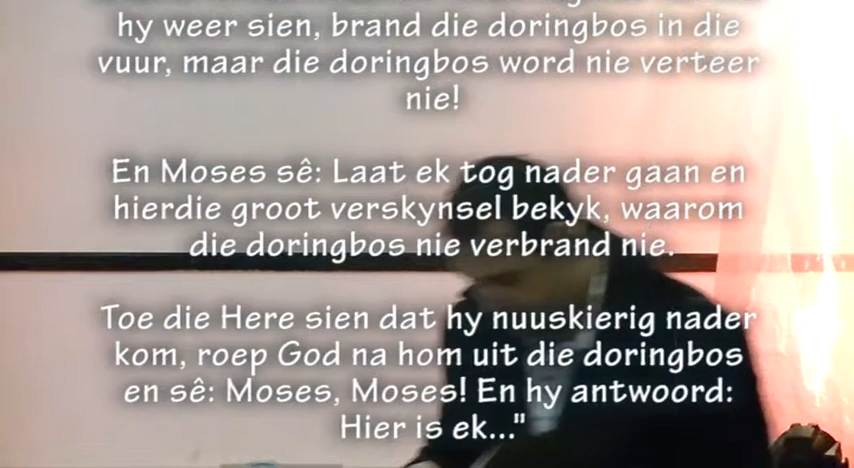 hy weer sien, brand die doringbos in die
vuur, maar die doringbos word nie verteer
nie!
En Moses sê: Laat ek tog nader gaan en
hierdie groot verskynsel bekyk, waarom
die doringbos nie verbrand nie.
Toe die Here sien dat hy nuuskierig nader
kom, roep God na hom uit die doringbos
en sê: Moses, Moses! En hy antwoord:
Hier is ek..."